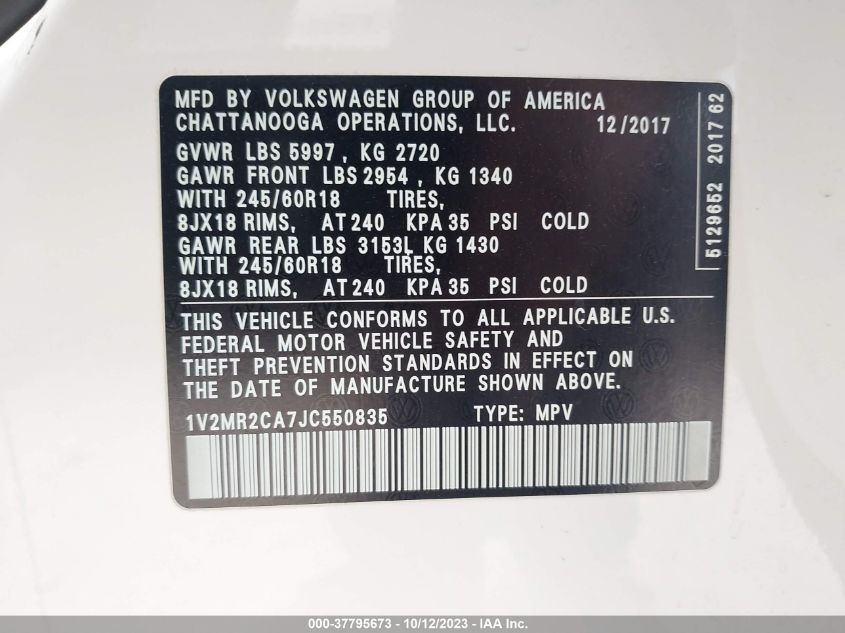 MFD BY VOLKSWAGEN GROUP OF AMERICA
CHATTANOOGA OPERATIONS, LLC. 12/2017
GVWR LBS 5997, KG 2720
GAWR FRONT LBS 2954, KG 1340
WITH 245/60R18 TIRES,
8JX18 RIMS, AT 240 KPA 35 PSI COLD
GAWR REAR LBS 3153L KG 1430
WITH 245/60R18 TIRES,
8JX18 RIMS, AT 240 KPA 35 PSI COLD
THIS VEHICLE CONFORMS TO ALL APPLICABLE U.S.
FEDERAL MOTOR VEHICLE SAFETY AND
THEFT PREVENTION STANDARDS IN EFFECT ON
THE DATE OF MANUFACTURE SHOWN ABOVE.
1V2MR2CA7JC550835 TYPE: MPV
5129652 2017 62
000-37795673 - 10/12/2023 - IAA Inc.